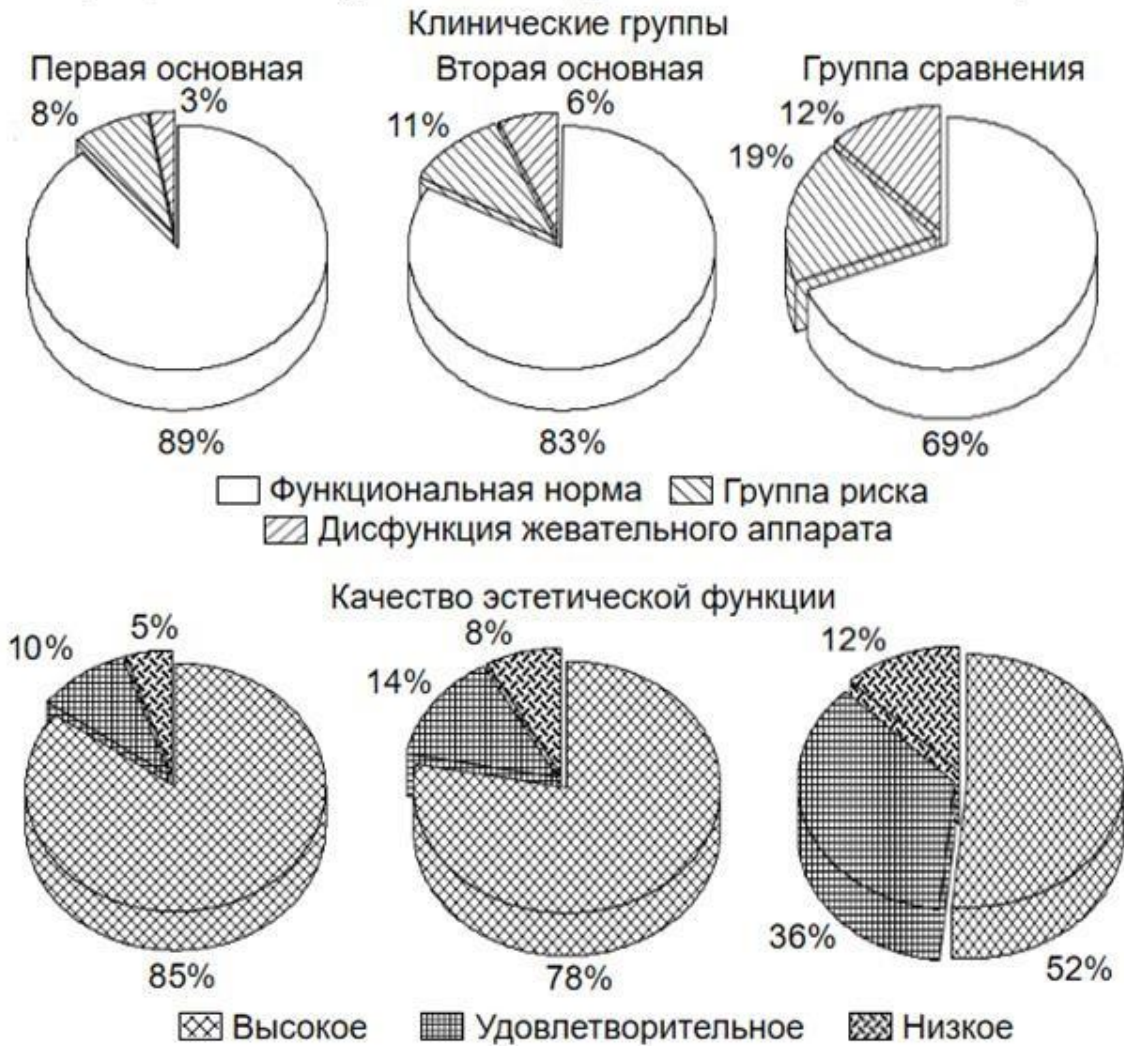 Клинические группы
Первая основная Вторая основная Группа сравнения
8% 3% 11% 6% 12%
19%
89% 83% 69%
Функциональная норма Группа риска
Дисфункция жевательного аппарата
Качество эстетической функции
10% 5% 14% 8% 12%
36%
85% 78% 52%
Высокое Удовлетворительное Низкое